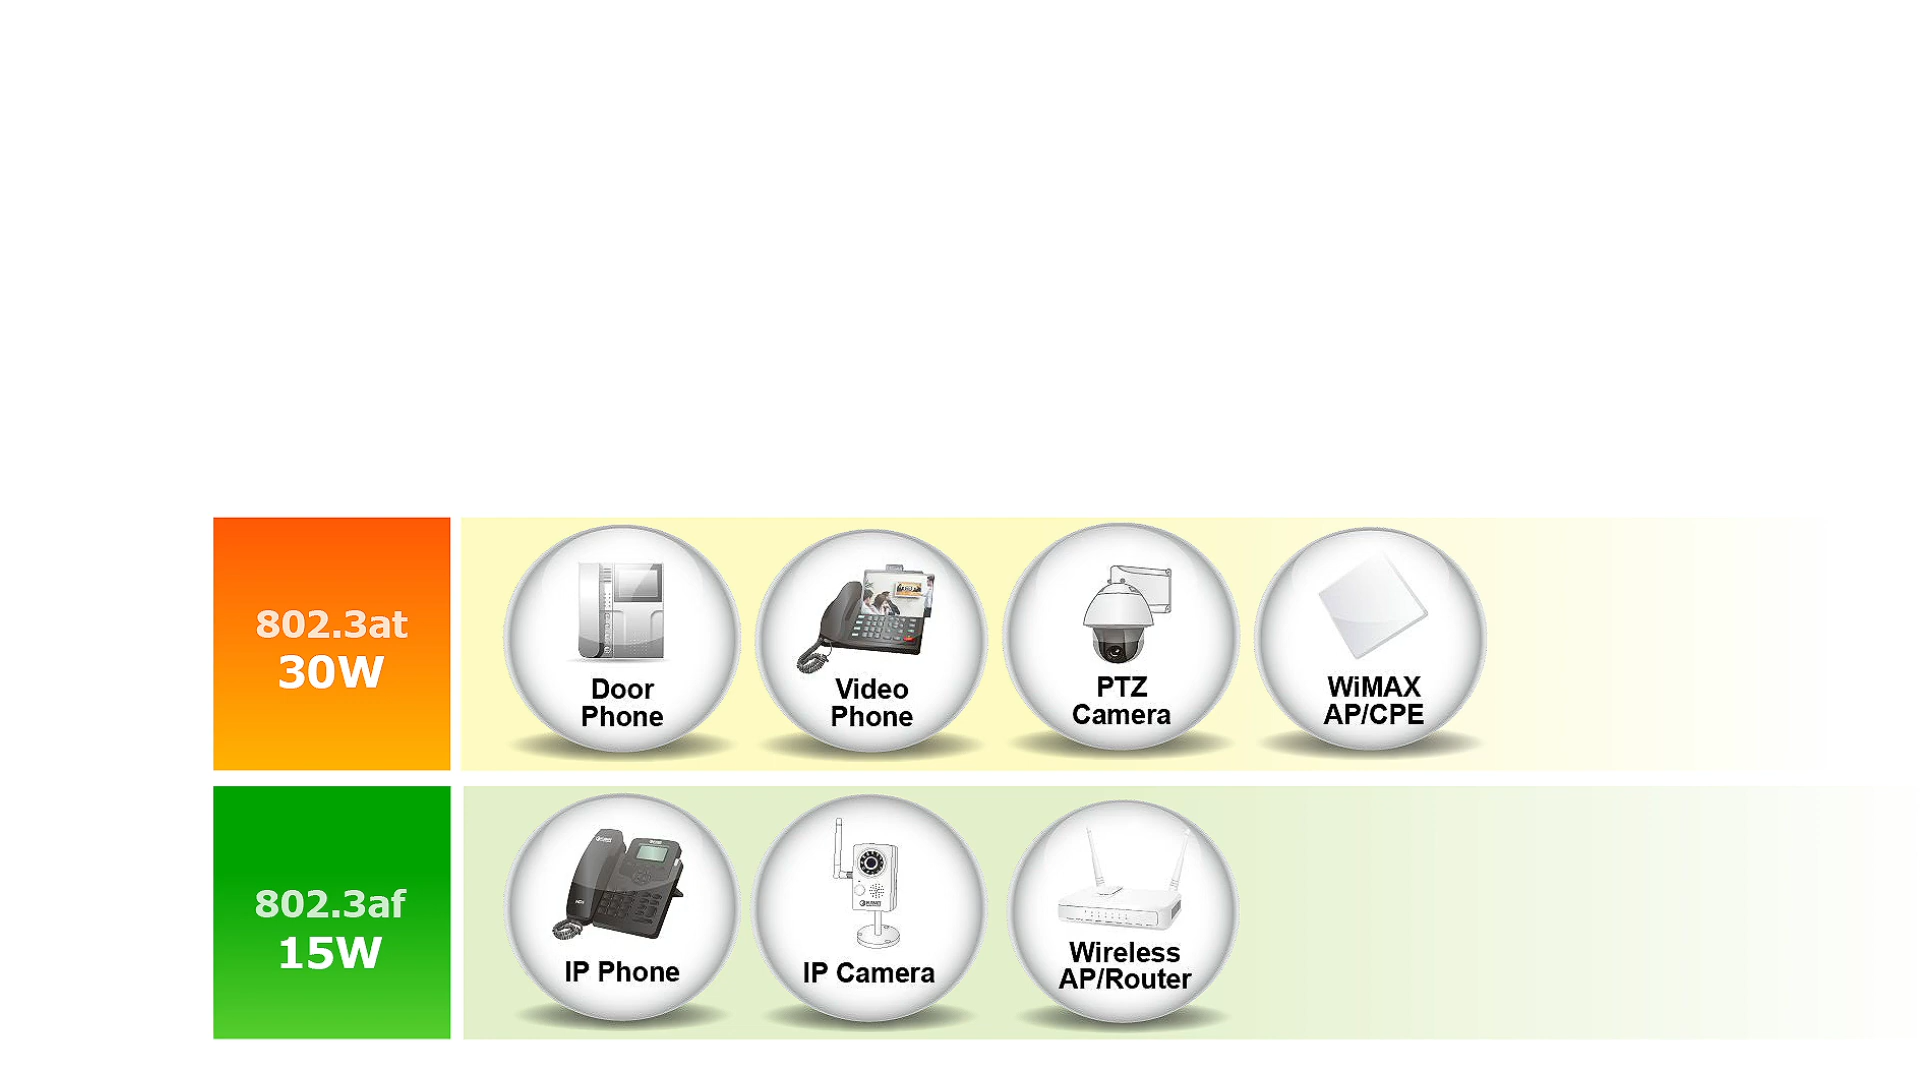 802.3at
30W
Door
Phone
Video
Phone
PTZ
Camera
WiMAX
AP/CPE
802.3af
15W
IP Phone
IP Camera
Wireless
AP/Router